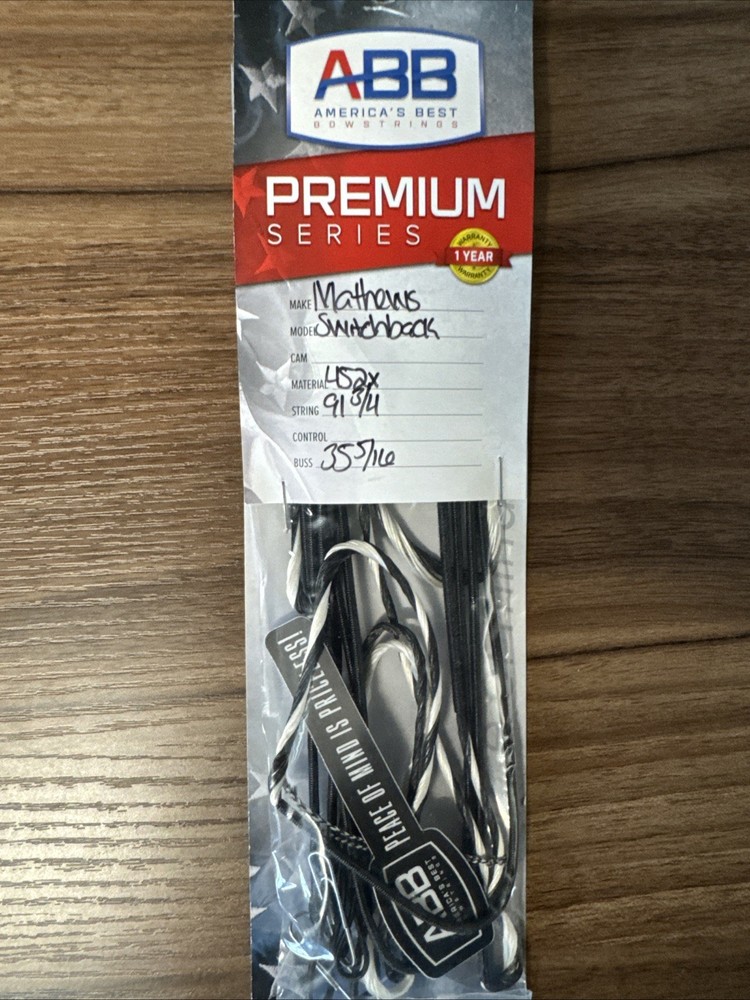 ABB
AMERICA'S BEST
BOWSTRINGS
PREMIUM
SERIES
WARRANTY
1 YEAR
WARRANTY
MAKE Mathews
MODEL Switchback
CAM
MATERIAL 452x
STRING 91 3/4
CONTROL
BUSS 35 5/16
PEACE OF MIND IS PRICELESS!
ABB